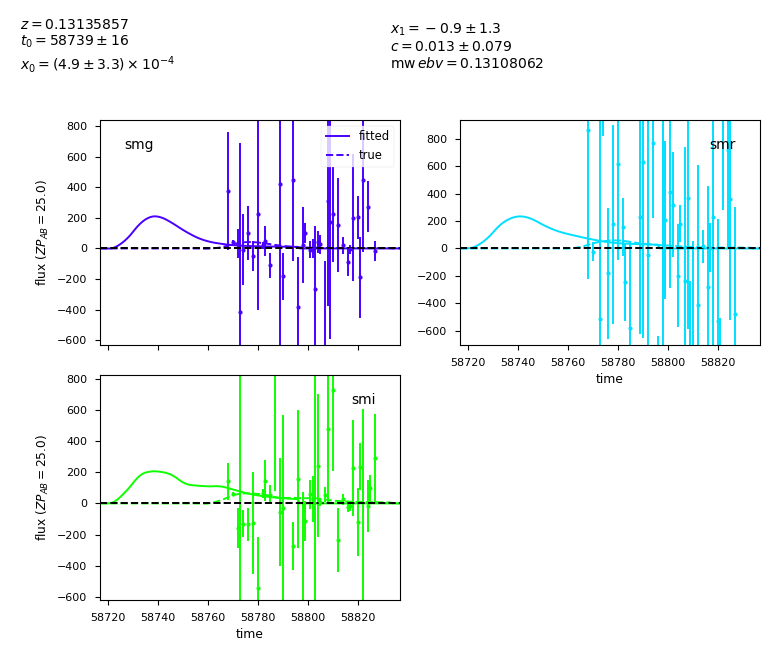 z = 0.13135857
t₀ = 58739 ± 16
x₀ = (4.9 ± 3.3) × 10⁻⁴
x₁ = −0.9 ± 1.3
c = 0.013 ± 0.079
mw ebv = 0.13108062
smg
fitted
true
800
600
400
200
0
−200
−400
−600
flux (ZP_AB = 25.0)
smr
800
600
400
200
0
−200
−400
−600
58720 58740 58760 58780 58800 58820
time
smi
800
600
400
200
0
−200
−400
−600
flux (ZP_AB = 25.0)
58720 58740 58760 58780 58800 58820
time